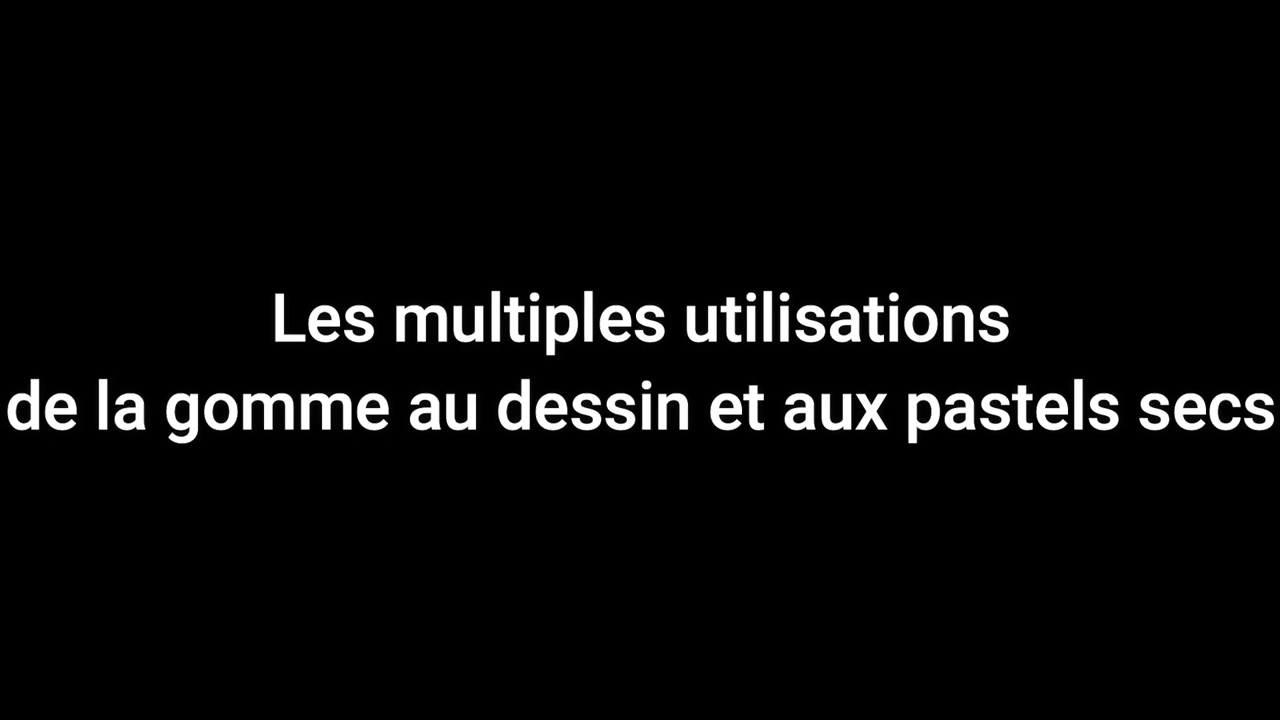 Les multiples utilisations
de la gomme au dessin et aux pastels secs